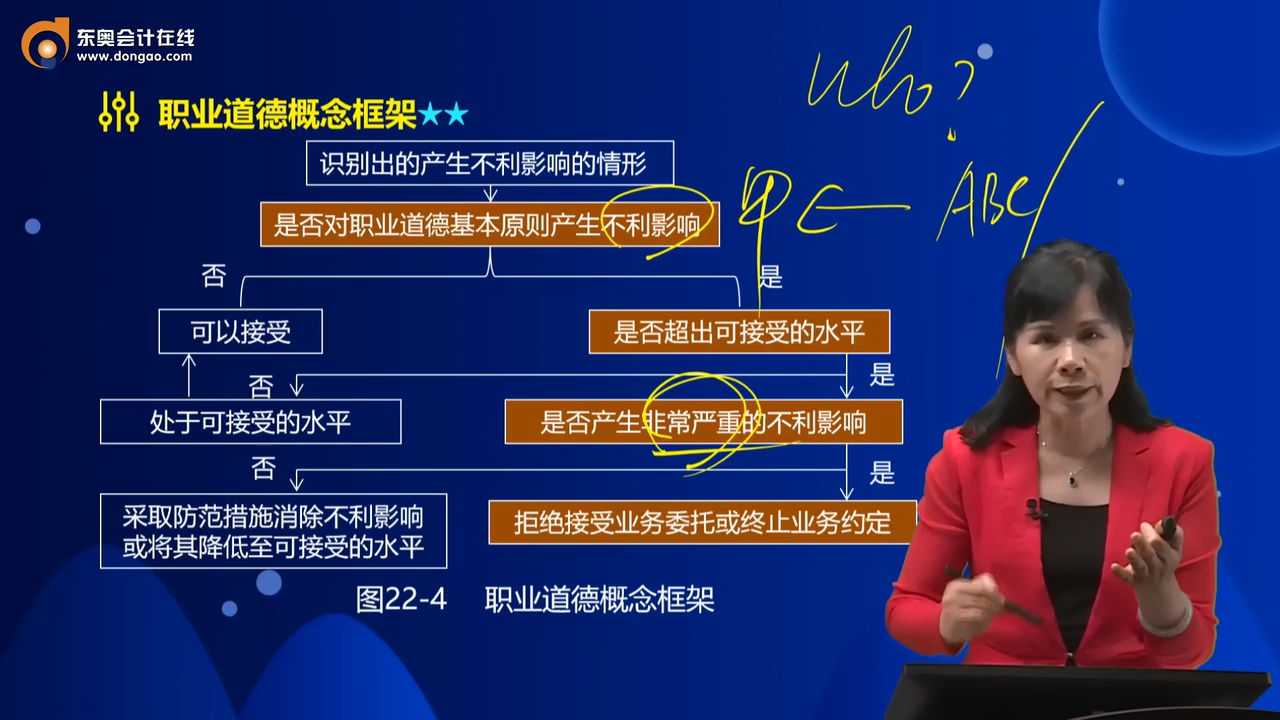 东奥会计在线
www.dongao.com
who?
职业道德概念框架★★
识别出的产生不利影响的情形
甲 ← ABC
是否对职业道德基本原则产生不利影响
否
是
可以接受
是否超出可接受的水平
否
是
处于可接受的水平
是否产生非常严重的不利影响
否
是
采取防范措施消除不利影响
或将其降低至可接受的水平
拒绝接受业务委托或终止业务约定
图22-4 职业道德概念框架